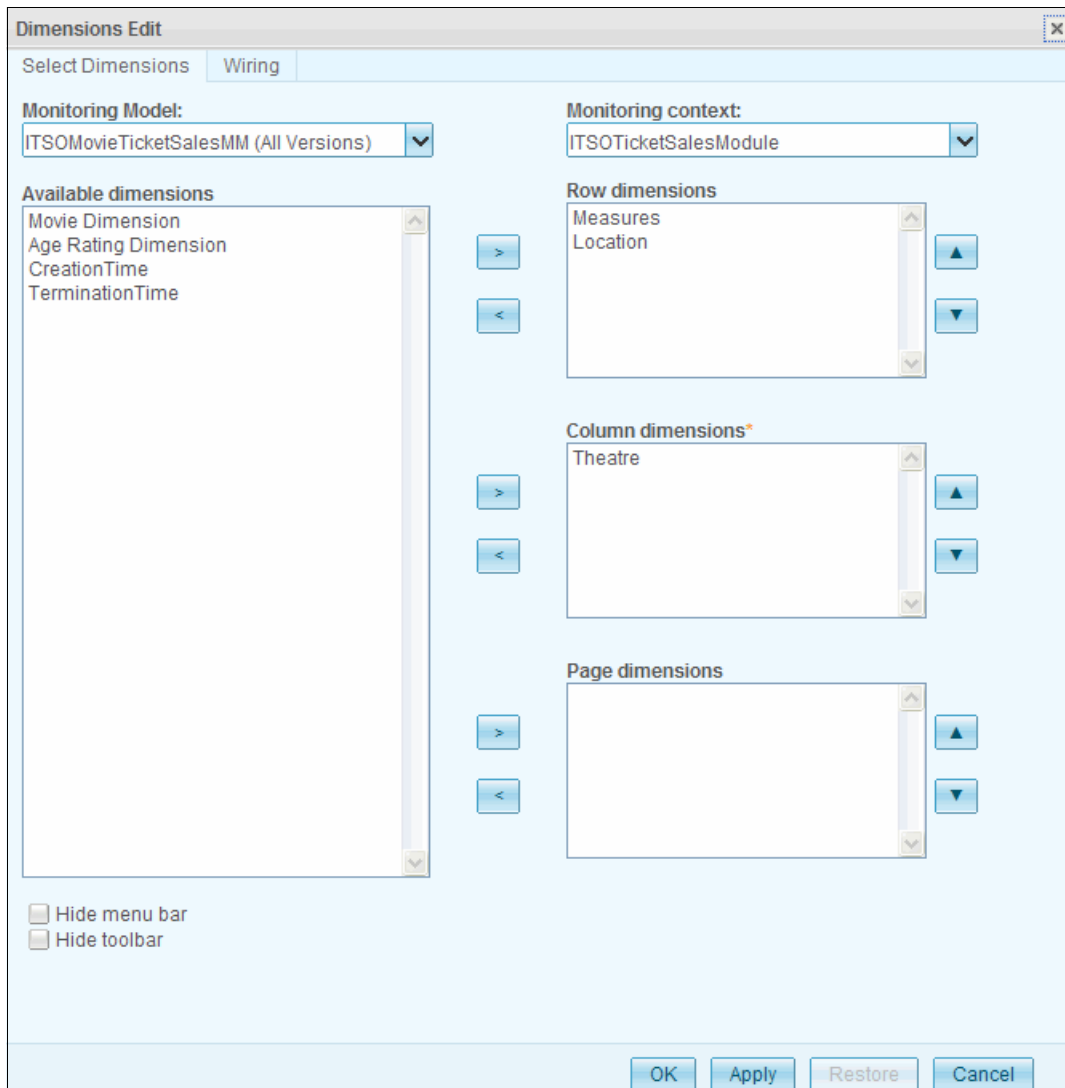 Dimensions Edit
Select Dimensions
Wiring
Monitoring Model:
ITSOMovieTicketSalesMM (All Versions)
Monitoring context:
ITSOTicketSalesModule
Available dimensions
Movie Dimension
Age Rating Dimension
CreationTime
TerminationTime
>
<
Row dimensions
Measures
Location
▲
▼
>
<
Column dimensions*
Theatre
▲
▼
>
<
Page dimensions
▲
▼
Hide menu bar
Hide toolbar
OK
Apply
Restore
Cancel